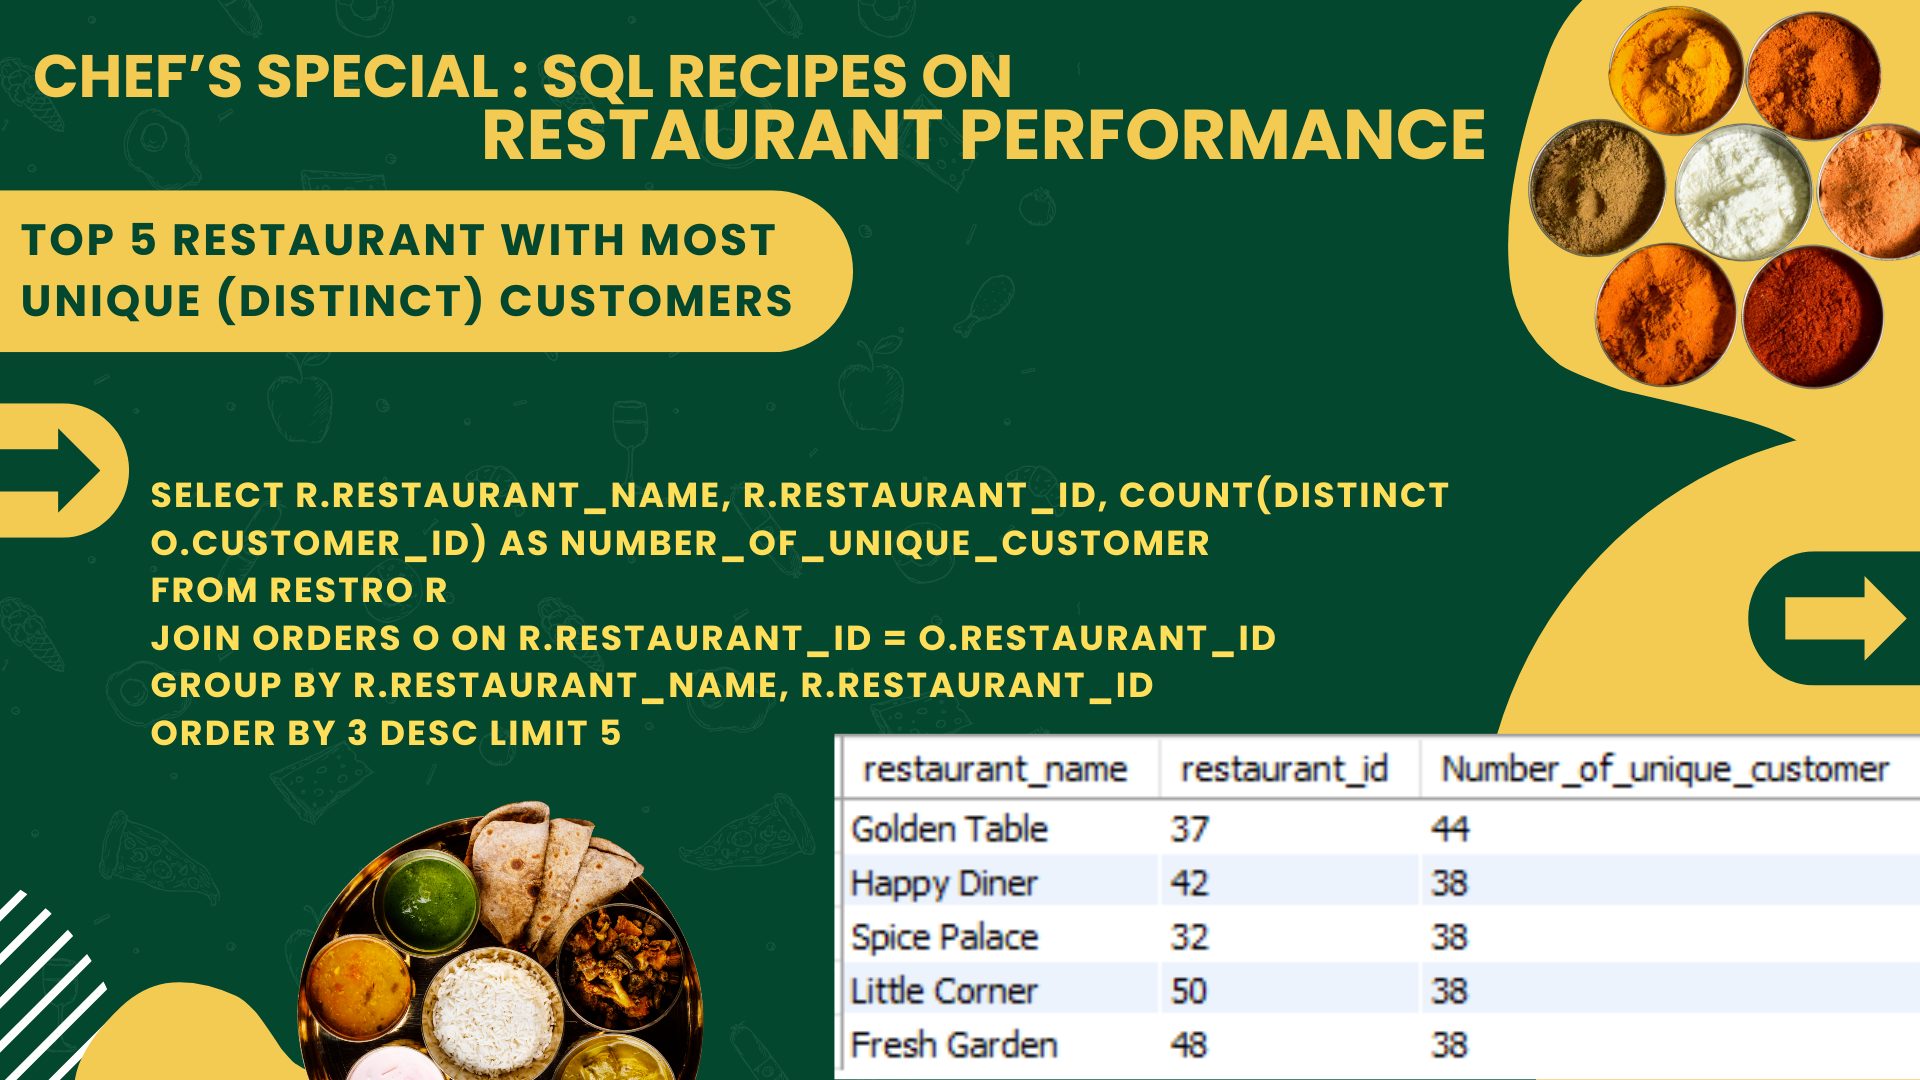 CHEF’S SPECIAL : SQL RECIPES ON
RESTAURANT PERFORMANCE
TOP 5 RESTAURANT WITH MOST
UNIQUE (DISTINCT) CUSTOMERS
SELECT R.RESTAURANT_NAME, R.RESTAURANT_ID, COUNT(DISTINCT
O.CUSTOMER_ID) AS NUMBER_OF_UNIQUE_CUSTOMER
FROM RESTRO R
JOIN ORDERS O ON R.RESTAURANT_ID = O.RESTAURANT_ID
GROUP BY R.RESTAURANT_NAME, R.RESTAURANT_ID
ORDER BY 3 DESC LIMIT 5
restaurant_name restaurant_id Number_of_unique_customer
Golden Table 37 44
Happy Diner 42 38
Spice Palace 32 38
Little Corner 50 38
Fresh Garden 48 38